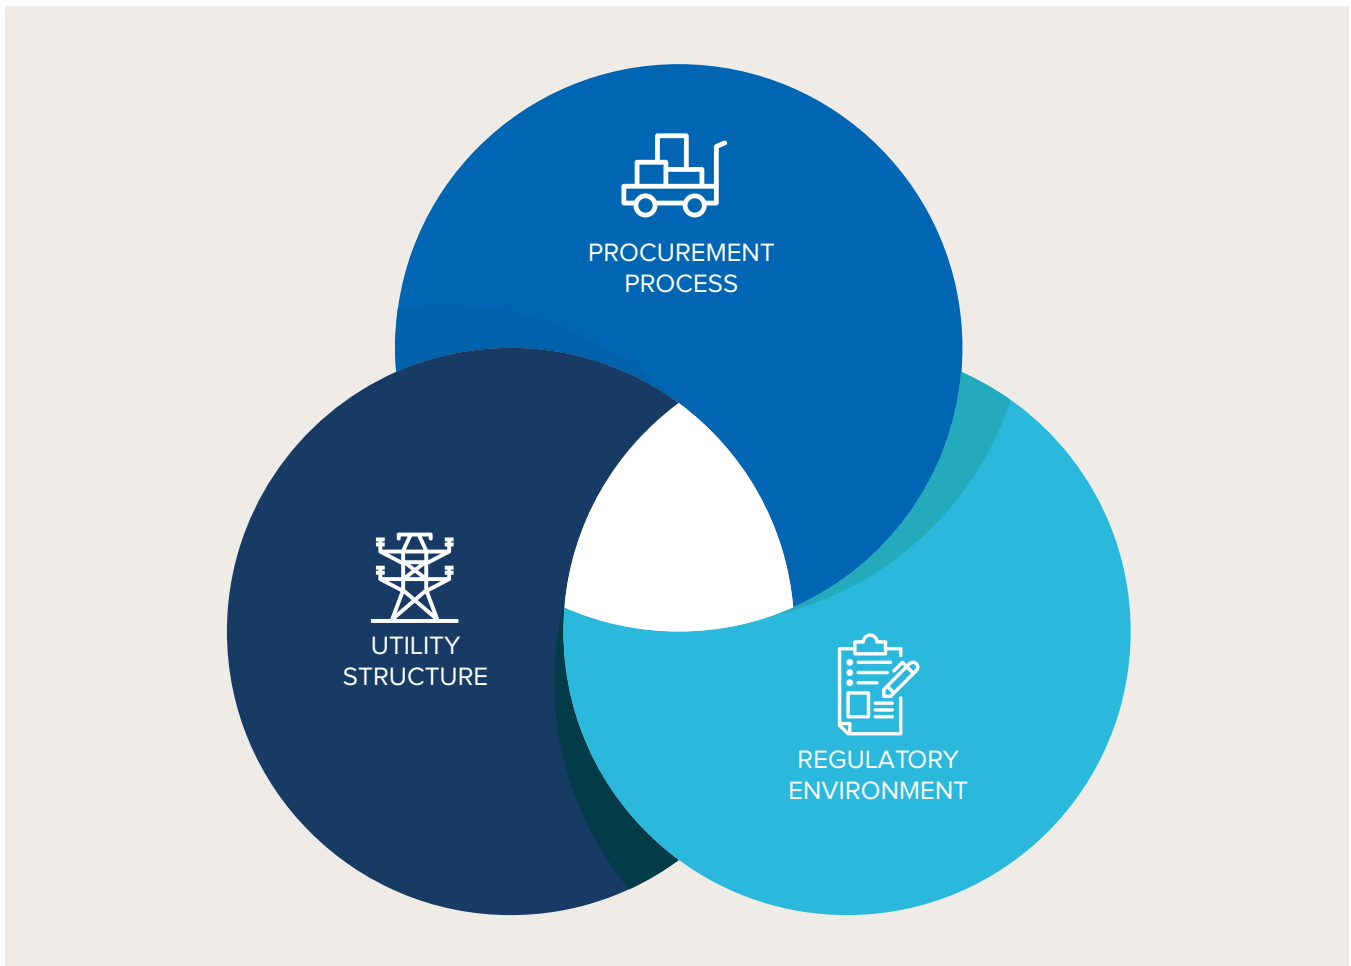 PROCUREMENT
PROCESS
UTILITY
STRUCTURE
REGULATORY
ENVIRONMENT